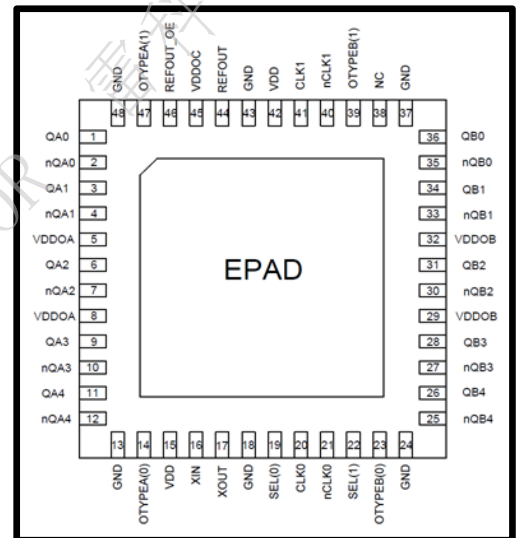 GND
OTYPEA(1)
REFOUT_OE
VDDOC
REFOUT
GND
VDD
CLK1
nCLK1
OTYPEB(1)
NC
GND
48 47 46 45 44 43 42 41 40 39 38 37
QA0 1 36 QB0
nQA0 2 35 nQB0
QA1 3 34 QB1
nQA1 4 33 nQB1
VDDOA 5 32 VDDOB
QA2 6 31 QB2
EPAD
nQA2 7 30 nQB2
VDDOA 8 29 VDDOB
QA3 9 28 QB3
nQA3 10 27 nQB3
QA4 11 26 QB4
nQA4 12 25 nQB4
13 14 15 16 17 18 19 20 21 22 23 24
GND
OTYPEA(0)
VDD
XIN
XOUT
GND
SEL(0)
CLK0
nCLK0
SEL(1)
OTYPEB(0)
GND